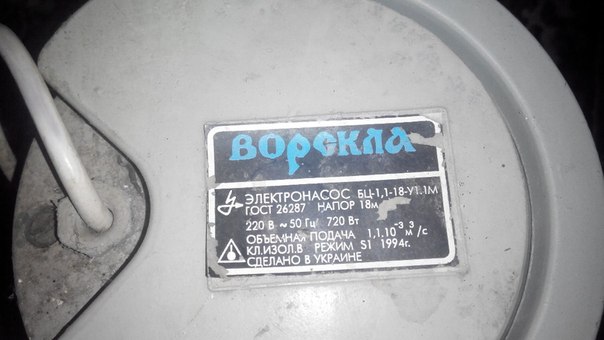 ворскла
ЭЛЕКТРОНАСОС БЦ-1,1-18-У1.1М
ГОСТ 26287 НАПОР 18м
220 В ~ 50 Гц/ 720 Вт
ОБЪЕМНАЯ ПОДАЧА 1,1.10⁻³ м³/с
КЛ.ИЗОЛ.В РЕЖИМ S1 1994г.
СДЕЛАНО В УКРАИНЕ